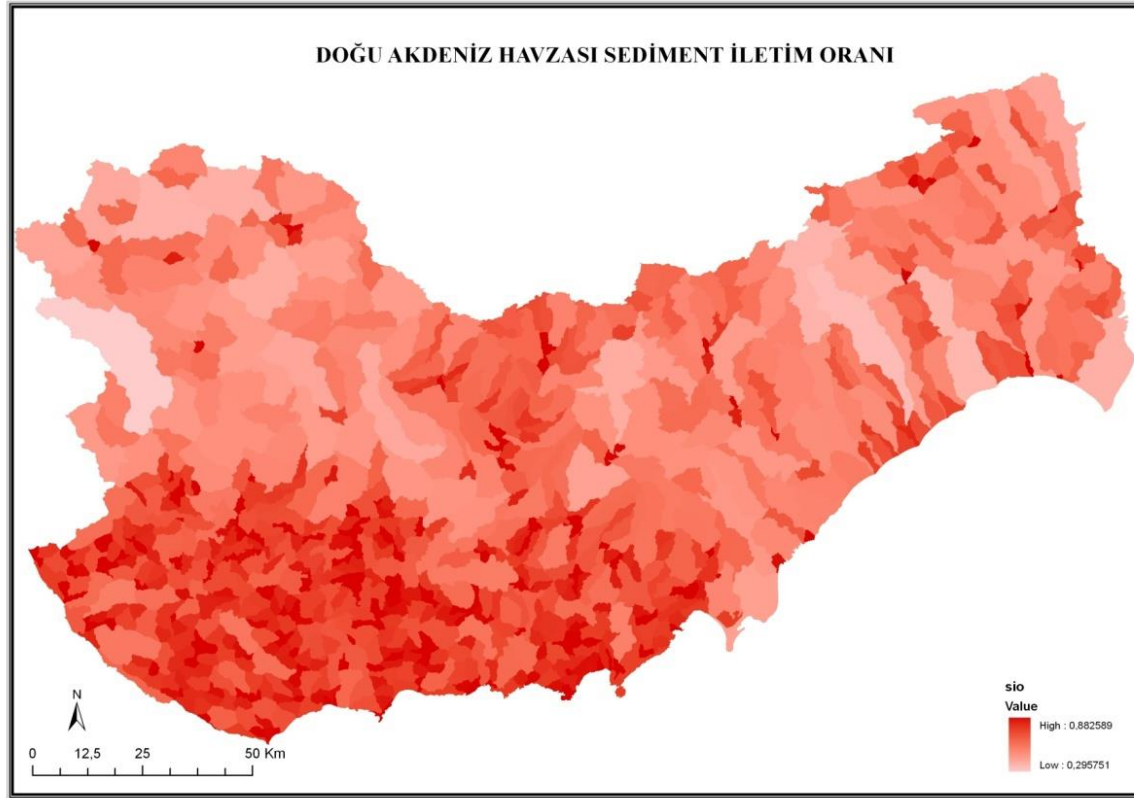 DOĞU AKDENİZ HAVZASI SEDİMENT İLETİM ORANI
N
0 12,5 25 50 Km
sio
Value
High : 0,882589
Low : 0,295751